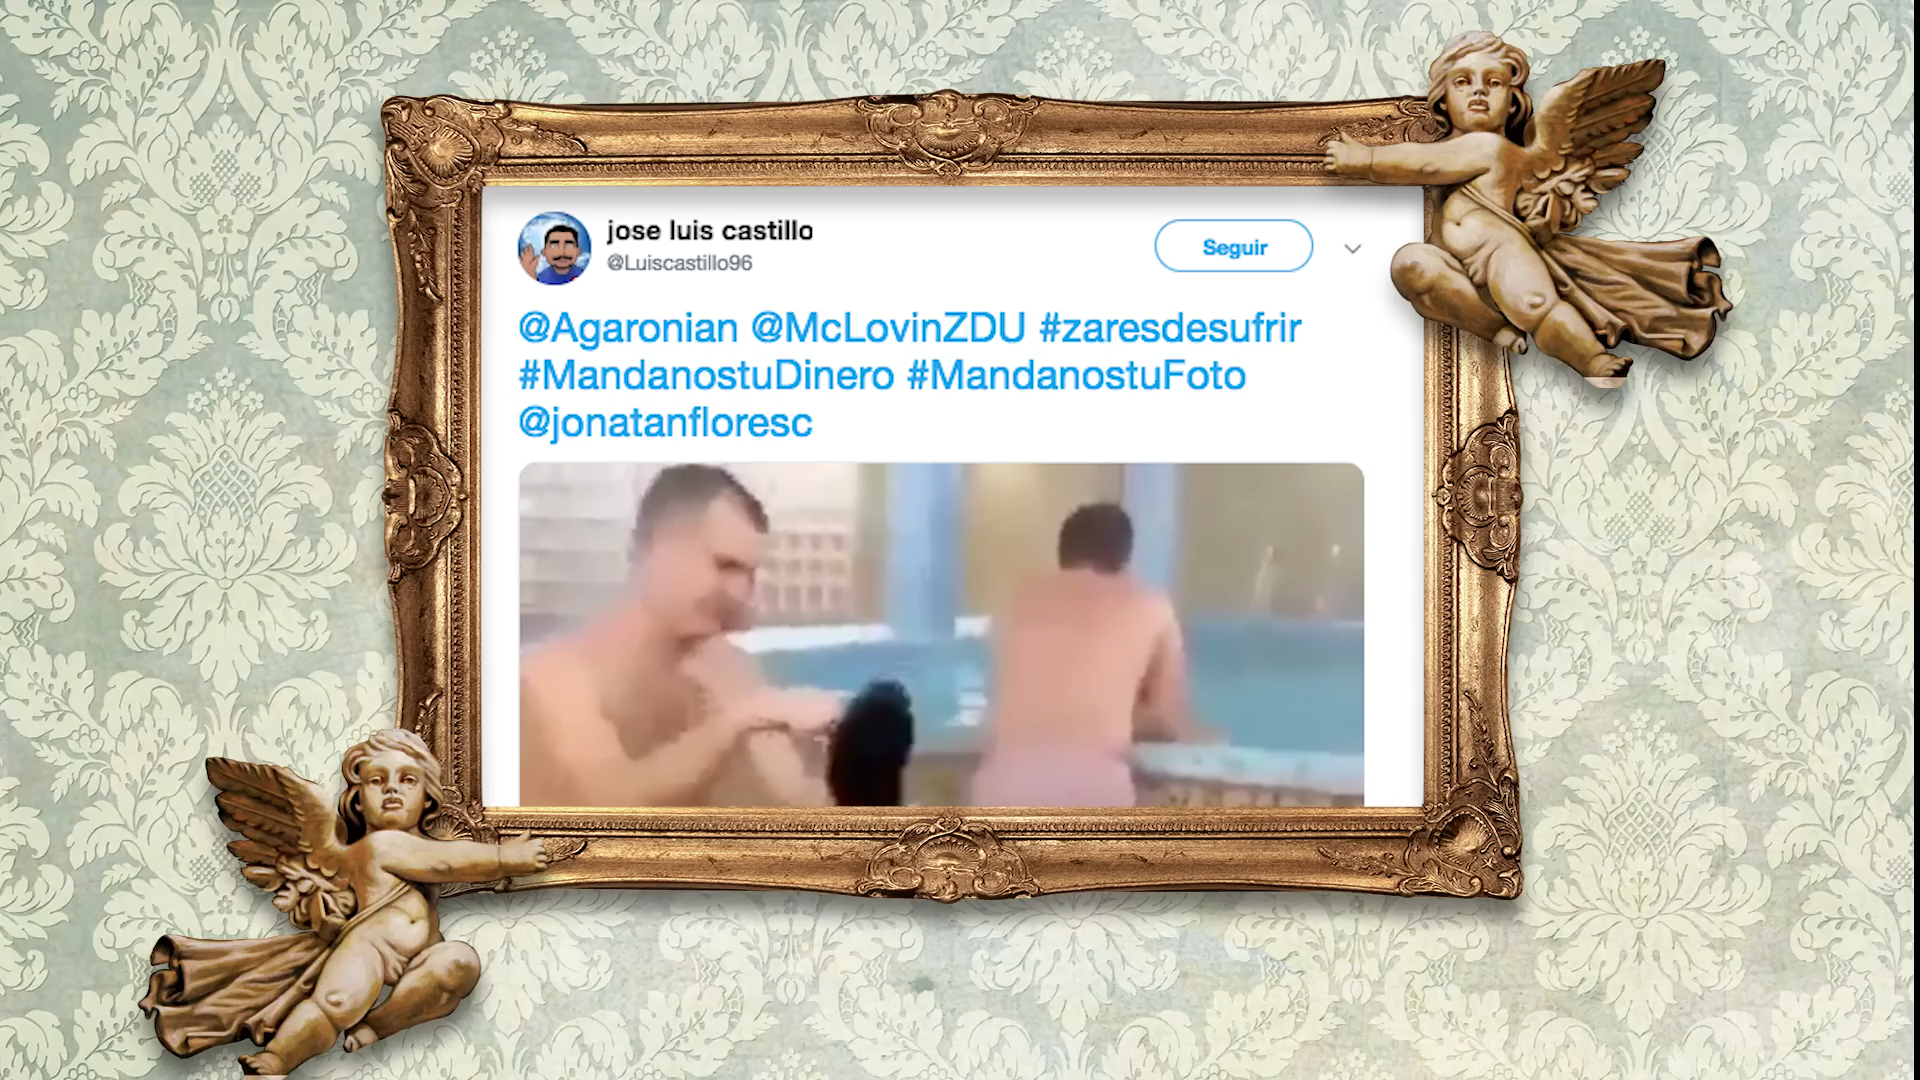 jose luis castillo
@Luiscastillo96
Seguir
@Agaronian @McLovinZDU #zaresdesufrir
#MandanostuDinero #MandanostuFoto
@jonatanfloresc